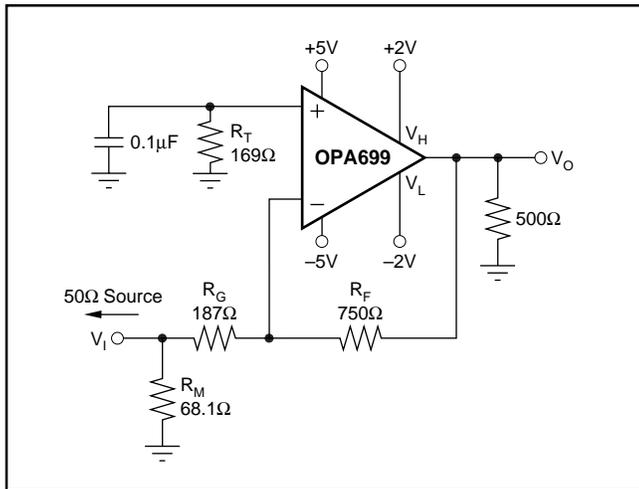 +5V
+2V
+
0.1μF
R_T
169Ω
V_H
OPA699
V_O
V_L
−
500Ω
–5V
–2V
50Ω Source
R_G
187Ω
R_F
750Ω
V_I
R_M
68.1Ω